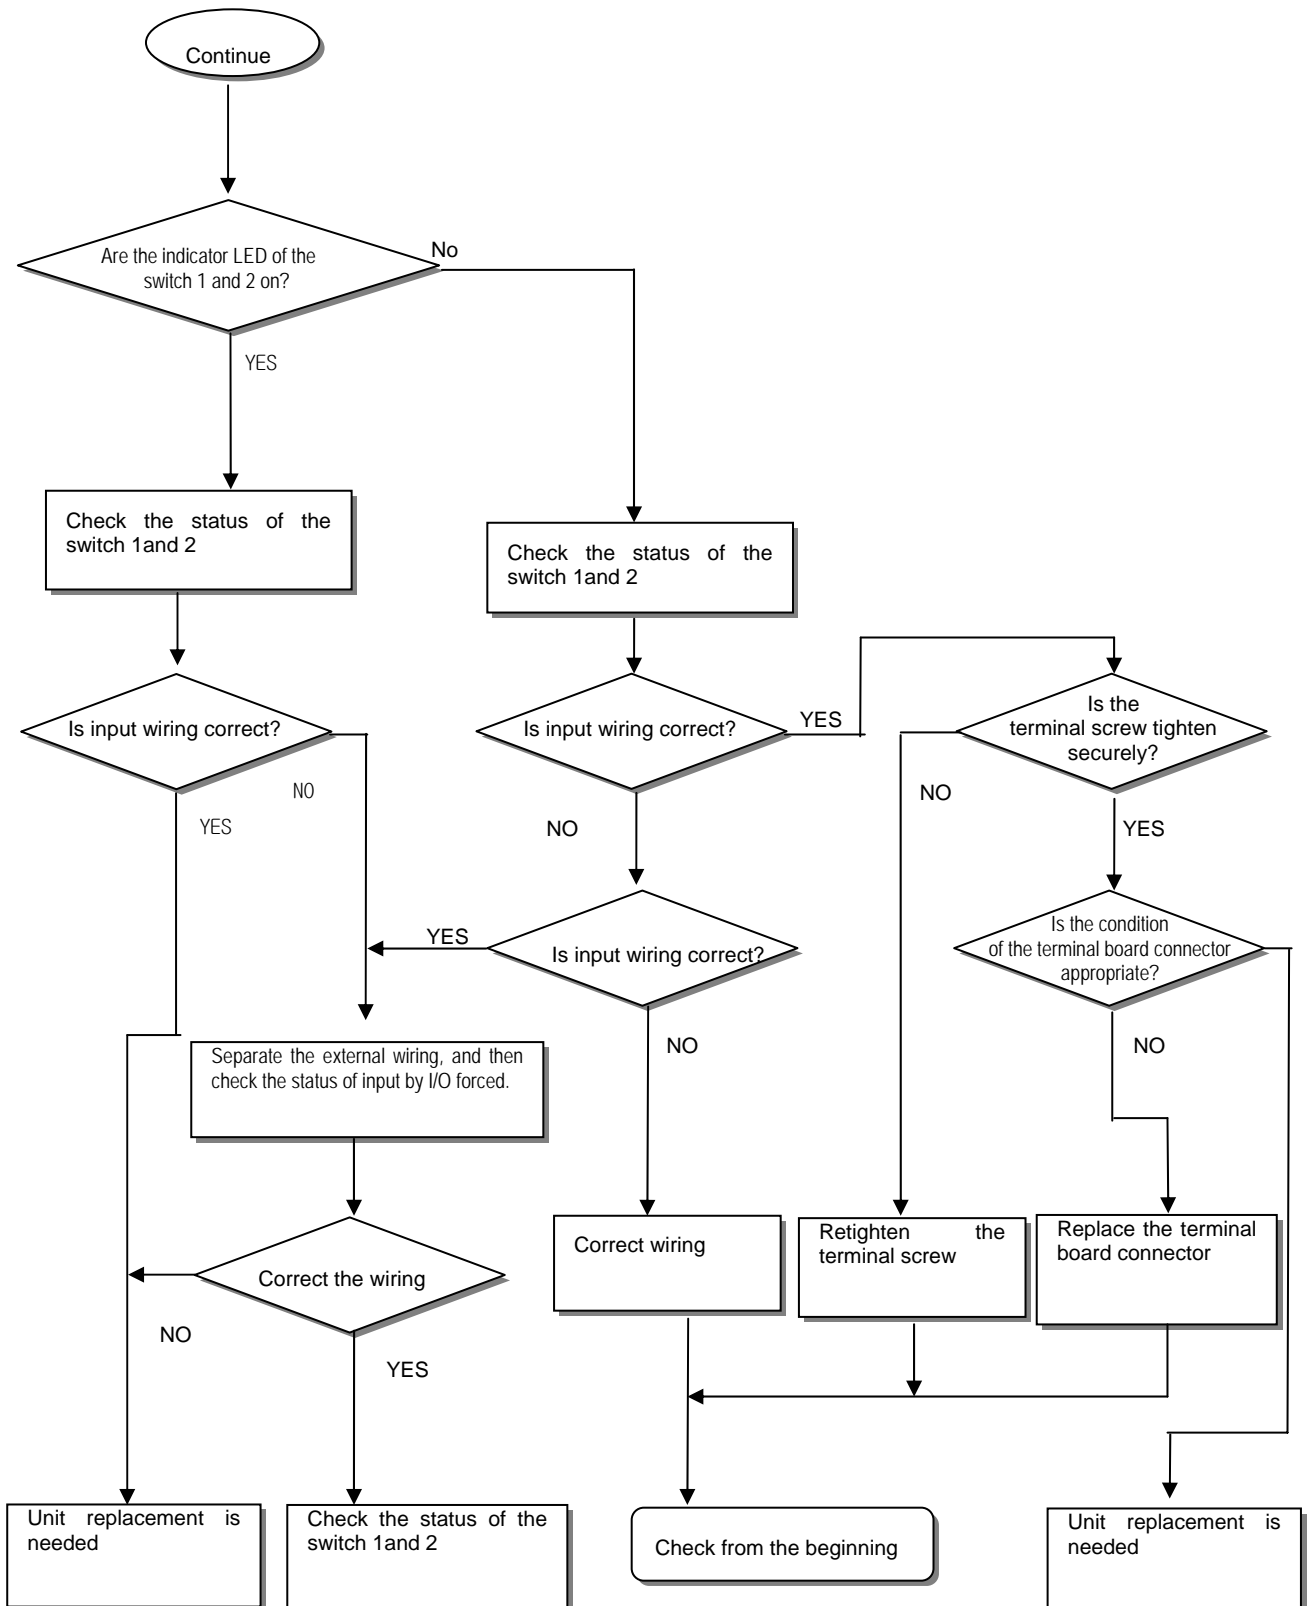 Continue
Are the indicator LED of the
switch 1 and 2 on?
No
YES
Check the status of the
switch 1and 2
Check the status of the
switch 1and 2
Is input wiring correct?
NO
YES
Is input wiring correct?
YES
NO
Is the
terminal screw tighten
securely?
NO
YES
Is input wiring correct?
YES
NO
Is the condition
of the terminal board connector
appropriate?
NO
Separate the external wiring, and then
check the status of input by I/O forced.
Correct the wiring
NO
YES
Correct wiring
Retighten the
terminal screw
Replace the terminal
board connector
Unit replacement is
needed
Check the status of the
switch 1and 2
Check from the beginning
Unit replacement is
needed